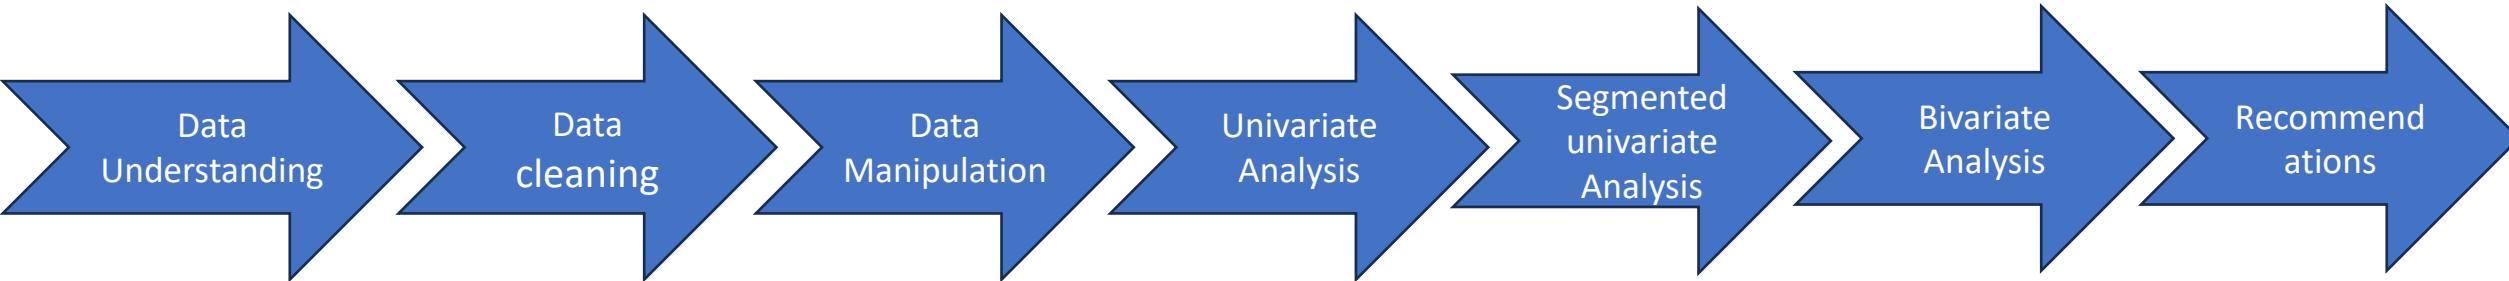 Data
Understanding
Data
cleaning
Data
Manipulation
Univariate
Analysis
Segmented
univariate
Analysis
Bivariate
Analysis
Recommend
ations